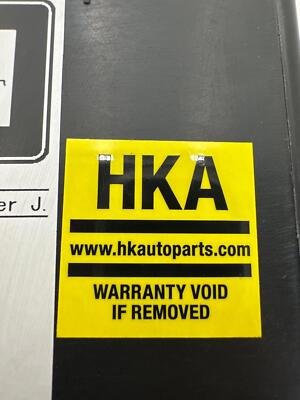 er J.
HKA
www.hkautoparts.com
WARRANTY VOID
IF REMOVED